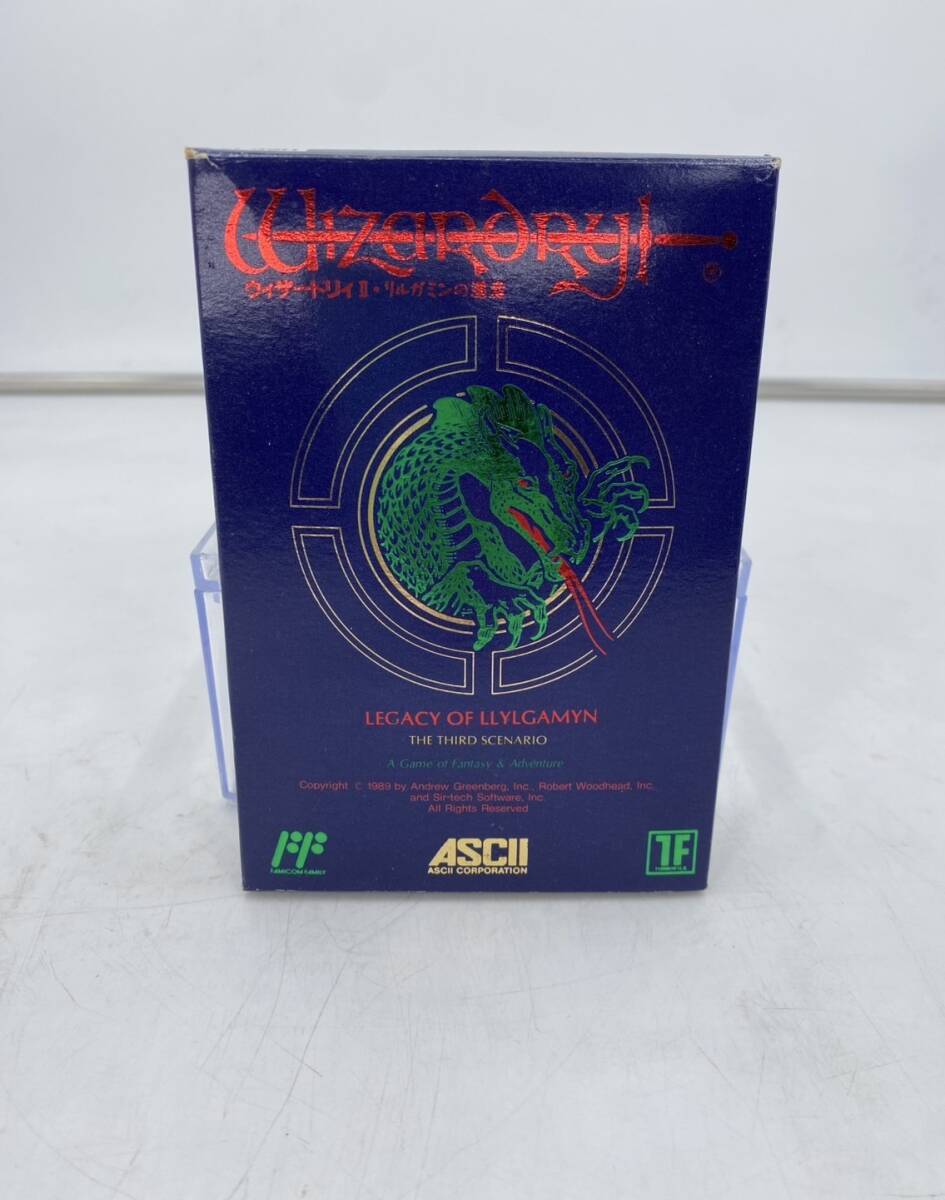 Wizardry
®
ウィザードリィII・リルガミンの遺産
LEGACY OF LLYLGAMYN
THE THIRD SCENARIO
A Game of Fantasy & Adventure
Copyright © 1989 by Andrew Greenberg, Inc., Robert Woodhead, Inc.
and Sir-tech Software, Inc.
All Rights Reserved
FF
FAMICOM FAMILY
ASCII
ASCII CORPORATION
TF